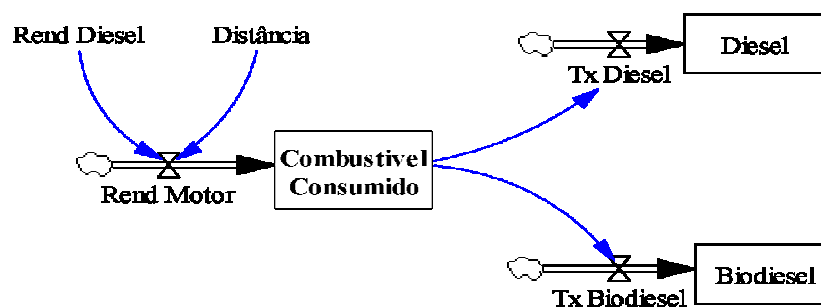 Rend Diesel
Distância
Rend Motor
Combustivel
Consumido
Tx Diesel
Diesel
Tx Biodiesel
Biodiesel